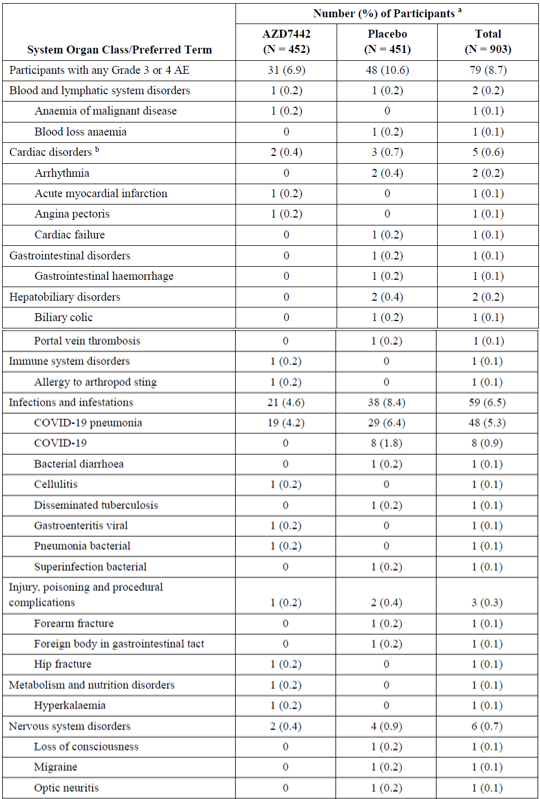 Number (%) of Participants a
System Organ Class/Preferred Term AZD7442 (N = 452) Placebo (N = 451) Total (N = 903)
Participants with any Grade 3 or 4 AE 31 (6.9) 48 (10.6) 79 (8.7)
Blood and lymphatic system disorders 1 (0.2) 1 (0.2) 2 (0.2)
Anaemia of malignant disease 1 (0.2) 0 1 (0.1)
Blood loss anaemia 0 1 (0.2) 1 (0.1)
Cardiac disorders b 2 (0.4) 3 (0.7) 5 (0.6)
Arrhythmia 0 2 (0.4) 2 (0.2)
Acute myocardial infarction 1 (0.2) 0 1 (0.1)
Angina pectoris 1 (0.2) 0 1 (0.1)
Cardiac failure 0 1 (0.2) 1 (0.1)
Gastrointestinal disorders 0 1 (0.2) 1 (0.1)
Gastrointestinal haemorrhage 0 1 (0.2) 1 (0.1)
Hepatobiliary disorders 0 2 (0.4) 2 (0.2)
Biliary colic 0 1 (0.2) 1 (0.1)
Portal vein thrombosis 0 1 (0.2) 1 (0.1)
Immune system disorders 1 (0.2) 0 1 (0.1)
Allergy to arthropod sting 1 (0.2) 0 1 (0.1)
Infections and infestations 21 (4.6) 38 (8.4) 59 (6.5)
COVID-19 pneumonia 19 (4.2) 29 (6.4) 48 (5.3)
COVID-19 0 8 (1.8) 8 (0.9)
Bacterial diarrhoea 0 1 (0.2) 1 (0.1)
Cellulitis 1 (0.2) 0 1 (0.1)
Disseminated tuberculosis 0 1 (0.2) 1 (0.1)
Gastroenteritis viral 1 (0.2) 0 1 (0.1)
Pneumonia bacterial 1 (0.2) 0 1 (0.1)
Superinfection bacterial 0 1 (0.2) 1 (0.1)
Injury, poisoning and procedural
complications 1 (0.2) 2 (0.4) 3 (0.3)
Forearm fracture 0 1 (0.2) 1 (0.1)
Foreign body in gastrointestinal tact 0 1 (0.2) 1 (0.1)
Hip fracture 1 (0.2) 0 1 (0.1)
Metabolism and nutrition disorders 1 (0.2) 0 1 (0.1)
Hyperkalaemia 1 (0.2) 0 1 (0.1)
Nervous system disorders 2 (0.4) 4 (0.9) 6 (0.7)
Loss of consciousness 0 1 (0.2) 1 (0.1)
Migraine 0 1 (0.2) 1 (0.1)
Optic neuritis 0 1 (0.2) 1 (0.1)